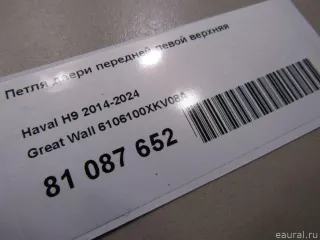 Петля двери передней левой верхняя
Haval H9 2014-2024
Great Wall 6106100XKV08A
81 087 652
eaural.ru